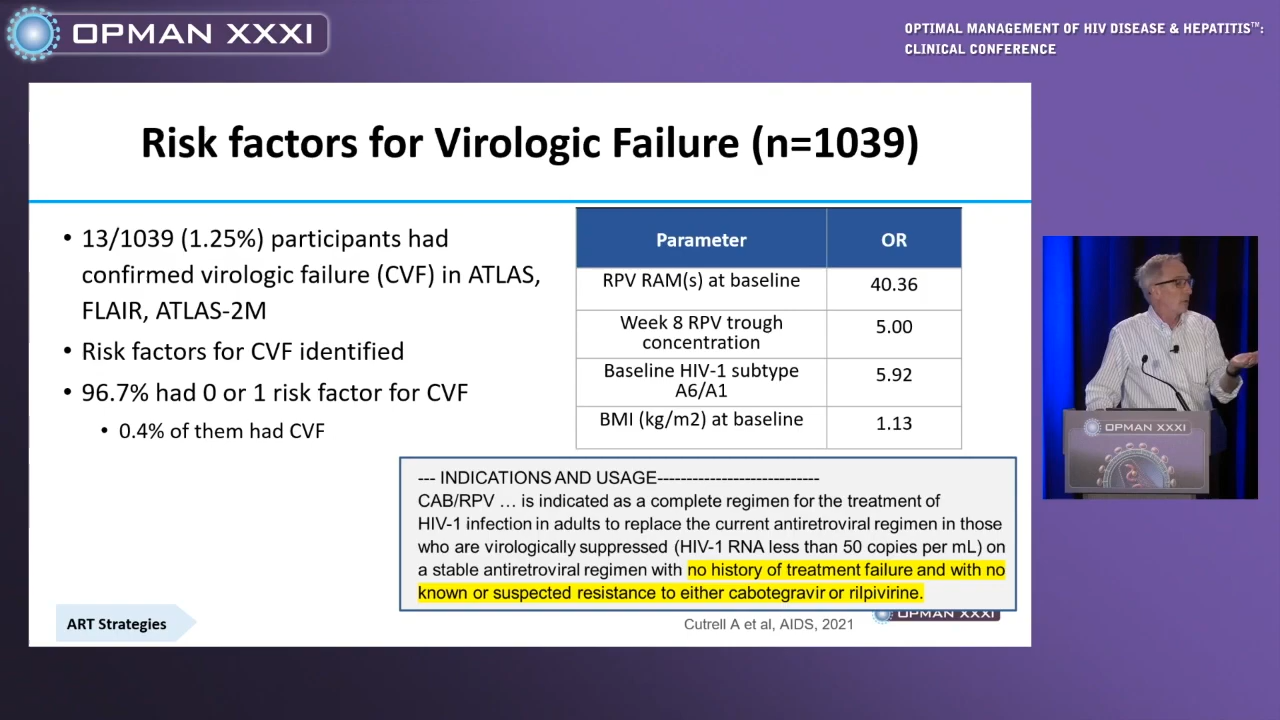 OPMAN XXXI
OPTIMAL MANAGEMENT OF HIV DISEASE & HEPATITIS™:
CLINICAL CONFERENCE
Risk factors for Virologic Failure (n=1039)
• 13/1039 (1.25%) participants had
confirmed virologic failure (CVF) in ATLAS,
FLAIR, ATLAS-2M
• Risk factors for CVF identified
• 96.7% had 0 or 1 risk factor for CVF
• 0.4% of them had CVF
Parameter OR
RPV RAM(s) at baseline 40.36
Week 8 RPV trough
concentration 5.00
Baseline HIV-1 subtype
A6/A1 5.92
BMI (kg/m2) at baseline 1.13
--- INDICATIONS AND USAGE----------------------------
CAB/RPV … is indicated as a complete regimen for the treatment of
HIV-1 infection in adults to replace the current antiretroviral regimen in those
who are virologically suppressed (HIV-1 RNA less than 50 copies per mL) on
a stable antiretroviral regimen with no history of treatment failure and with no
known or suspected resistance to either cabotegravir or rilpivirine.
ART Strategies
Cutrell A et al, AIDS, 2021
OPMAN XXXI
OPMAN XXXI